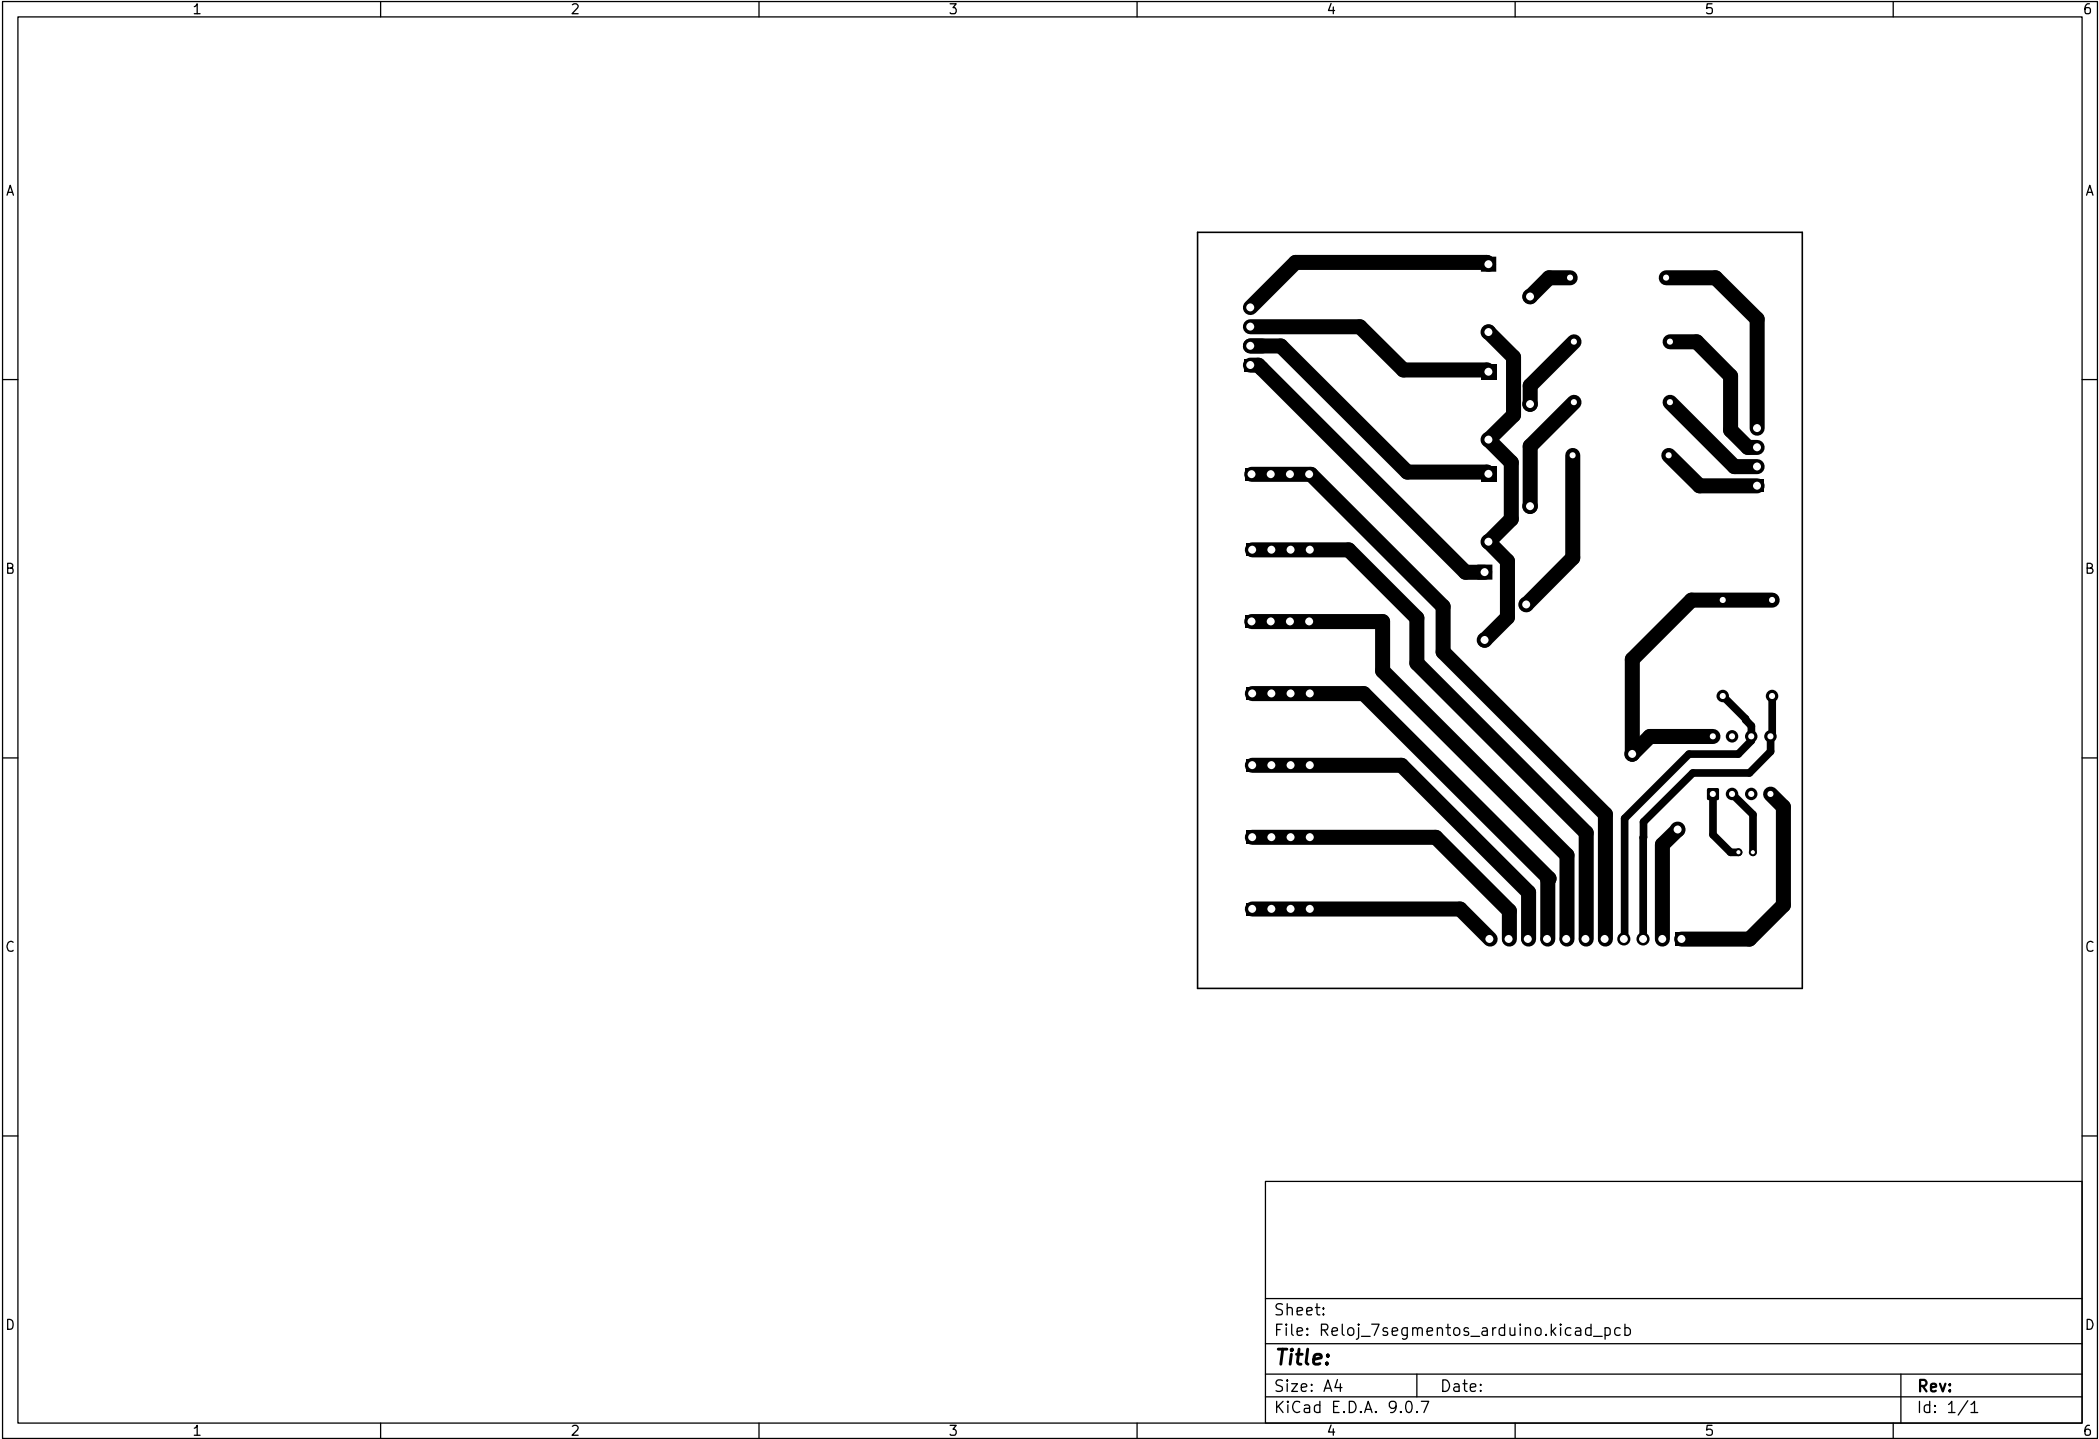 1 2 3 4 5 6
A A
B B
C C
D D
Sheet:
File: Reloj_7segmentos_arduino.kicad_pcb
Title:
Size: A4 Date: Rev:
KiCad E.D.A. 9.0.7 Id: 1/1
1 2 3 4 5 6